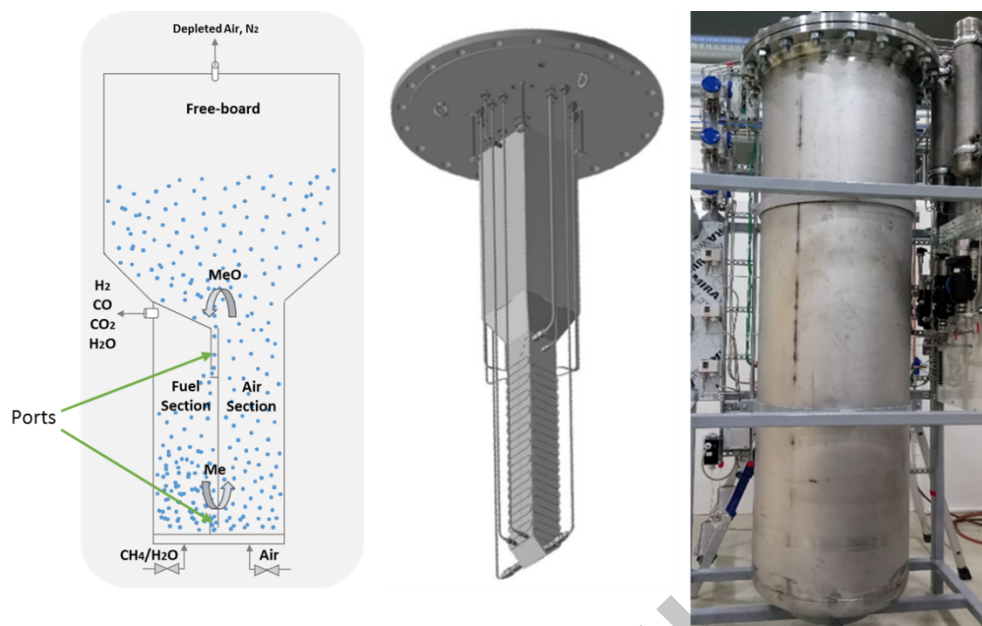 Depleted Air, N2
Free-board
MeO
H2
CO
CO2
H2O
Fuel
Section
Air
Section
Ports
Me
CH4/H2O
Air
MIRA